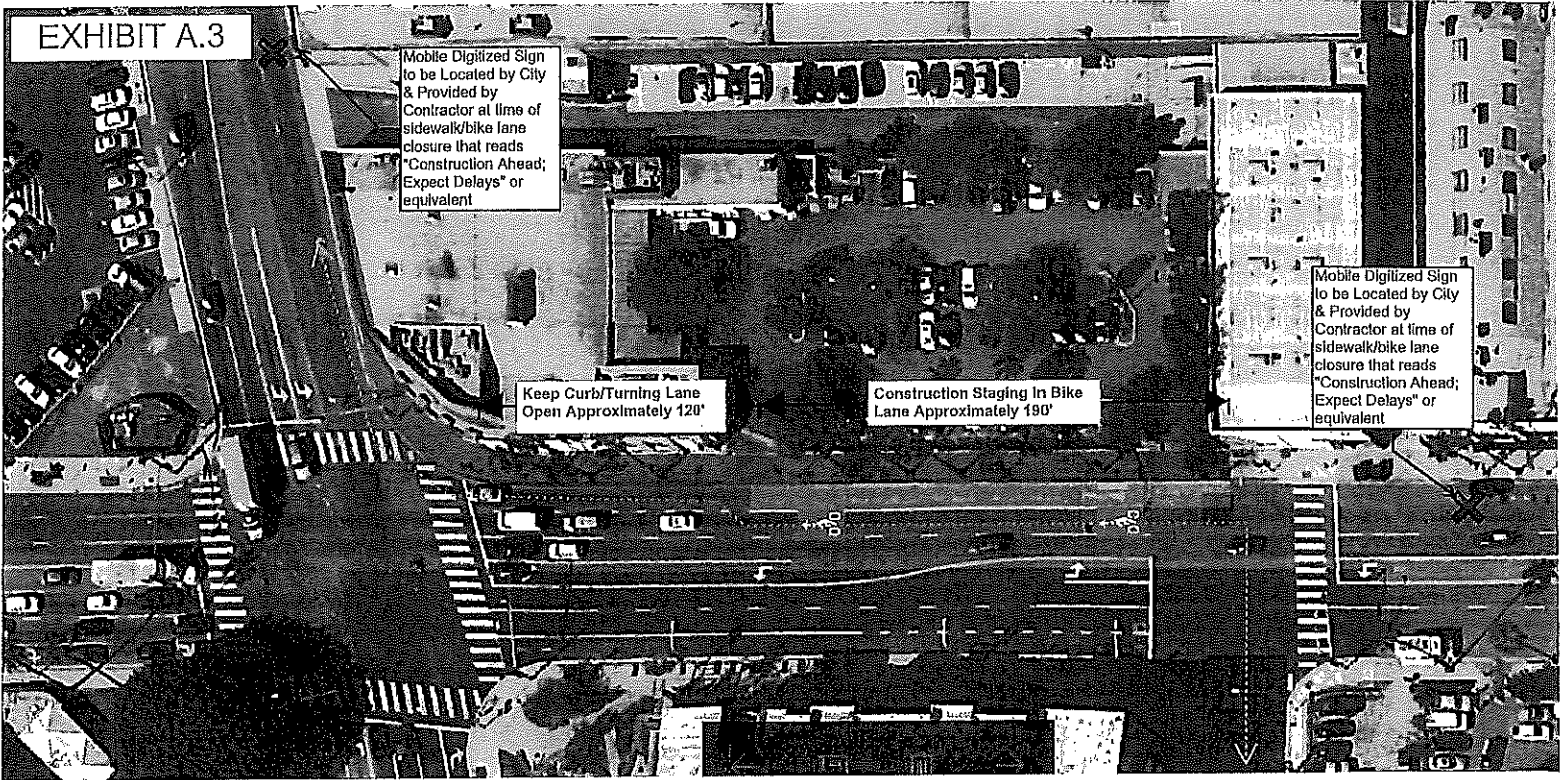 EXHIBIT A.3
Mobile Digitized Sign
to be Located by City
& Provided by
Contractor at time of
sidewalk/bike lane
closure that reads
"Construction Ahead;
Expect Delays" or
equivalent
Mobile Digitized Sign
to be Located by City
& Provided by
Contractor at time of
sidewalk/bike lane
closure that reads
"Construction Ahead;
Expect Delays" or
equivalent
Keep Curb/Turning Lane
Open Approximately 120'
Construction Staging In Bike
Lane Approximately 190'